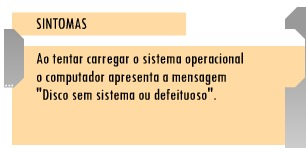 SINTOMAS
Ao tentar carregar o sistema operacional
o computador apresenta a mensagem
"Disco sem sistema ou defeituoso".